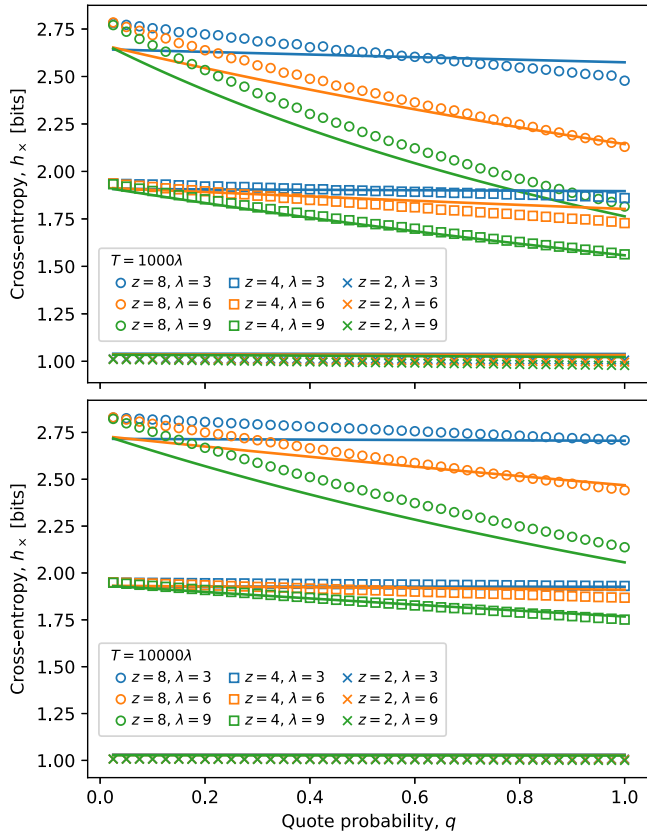 2.75
2.50
2.25
2.00
1.75
1.50
1.25
1.00
Cross-entropy, h× [bits]
T = 1000λ
z = 8, λ = 3 z = 4, λ = 3 z = 2, λ = 3
z = 8, λ = 6 z = 4, λ = 6 z = 2, λ = 6
z = 8, λ = 9 z = 4, λ = 9 z = 2, λ = 9
2.75
2.50
2.25
2.00
1.75
1.50
1.25
1.00
Cross-entropy, h× [bits]
T = 10000λ
z = 8, λ = 3 z = 4, λ = 3 z = 2, λ = 3
z = 8, λ = 6 z = 4, λ = 6 z = 2, λ = 6
z = 8, λ = 9 z = 4, λ = 9 z = 2, λ = 9
0.0 0.2 0.4 0.6 0.8 1.0
Quote probability, q